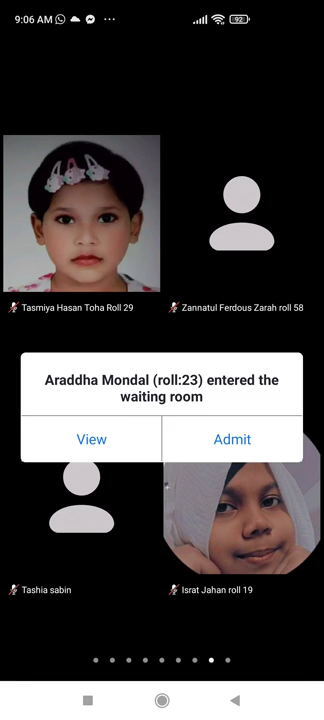 9:06 AM
92
Tasmiya Hasan Toha Roll 29
Zannatul Ferdous Zarah roll 58
Araddha Mondal (roll:23) entered the
waiting room
View
Admit
Tashia sabin
Israt Jahan roll 19